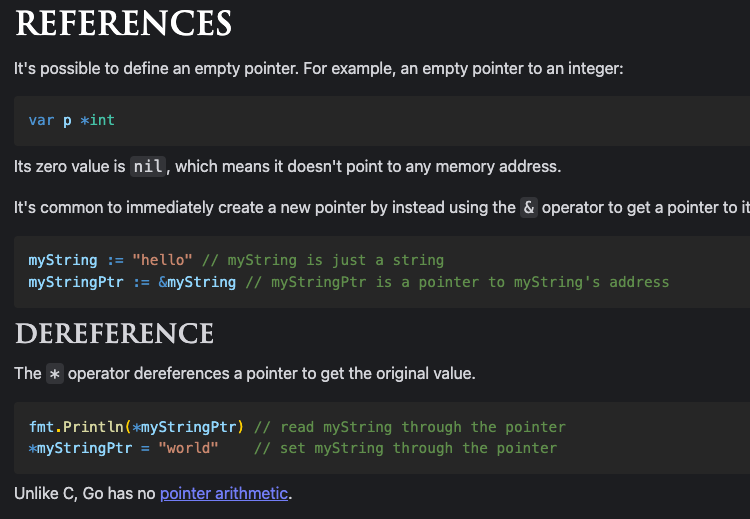 REFERENCES
It's possible to define an empty pointer. For example, an empty pointer to an integer:
var p *int
Its zero value is nil, which means it doesn't point to any memory address.
It's common to immediately create a new pointer by instead using the & operator to get a pointer to it
myString := "hello" // myString is just a string
myStringPtr := &myString // myStringPtr is a pointer to myString's address
DEREFERENCE
The * operator dereferences a pointer to get the original value.
fmt.Println(*myStringPtr) // read myString through the pointer
*myStringPtr = "world"    // set myString through the pointer
Unlike C, Go has no pointer arithmetic.